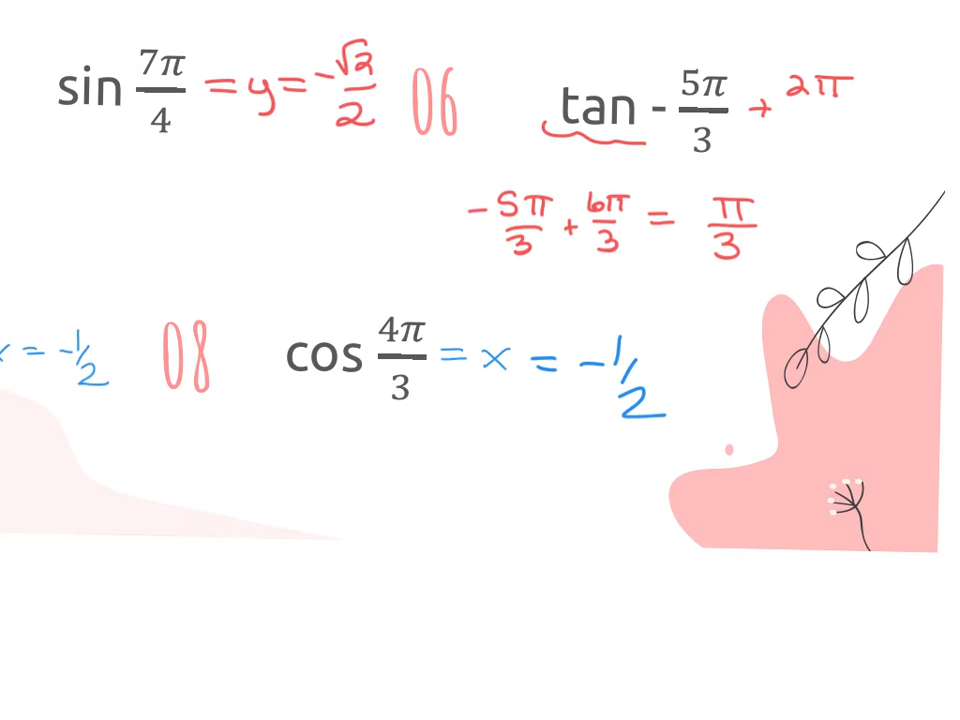 sin 7π/4 = y = -√2/2
06 tan - 5π/3 + 2π
-5π/3 + 6π/3 = π/3
x = -1/2
08 cos 4π/3 = x = -1/2